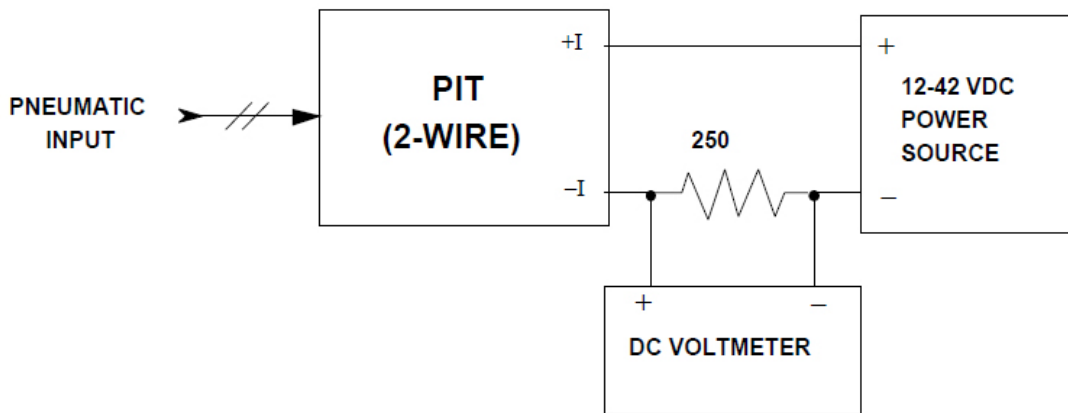 PNEUMATIC
INPUT
PIT
(2-WIRE)
+I
–I
250
+
12-42 VDC
POWER
SOURCE
–
+
–
DC VOLTMETER